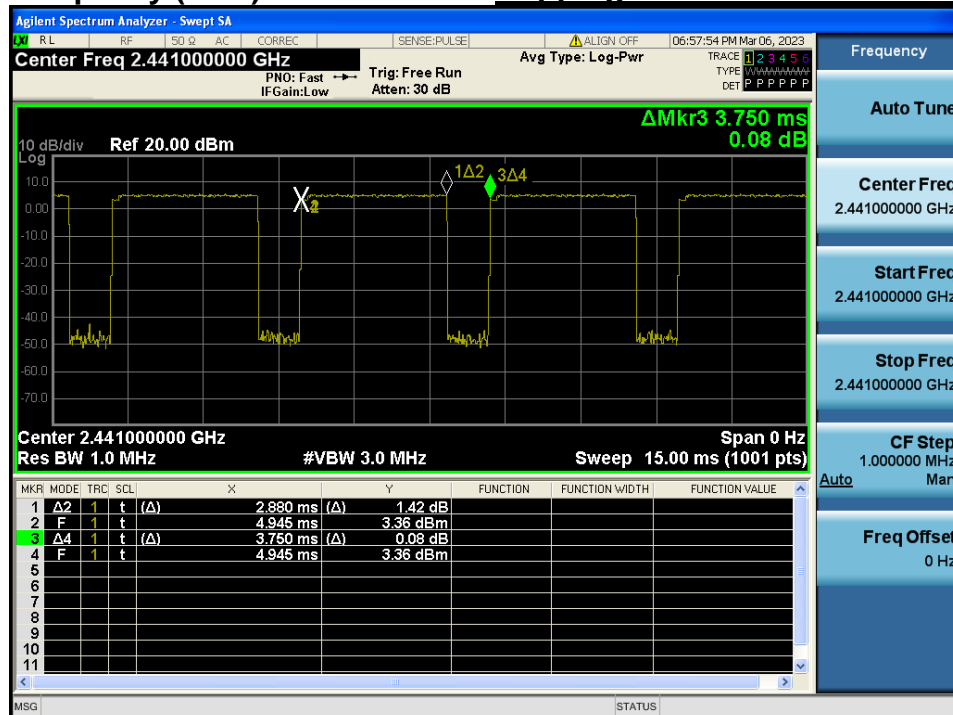 Agilent Spectrum Analyzer - Swept SA
LXI RL RF 50 Ω AC CORREC SENSE:PULSE ALIGN OFF 06:57:54 PM Mar 06, 2023
Center Freq 2.441000000 GHz
PNO: Fast
IFGain:Low
Trig: Free Run
Atten: 30 dB
Avg Type: Log-Pwr
TRACE 1 2 3 4 5 6
TYPE WWWWWW
DET P P P P P P
ΔMkr3 3.750 ms
0.08 dB
10 dB/div Ref 20.00 dBm
Log
10.0
0.00
-10.0
-20.0
-30.0
-40.0
-50.0
-60.0
-70.0
1Δ2
3Δ4
Center 2.441000000 GHz Span 0 Hz
Res BW 1.0 MHz #VBW 3.0 MHz Sweep 15.00 ms (1001 pts)
MKR MODE TRC SCL X Y FUNCTION FUNCTION WIDTH FUNCTION VALUE
1 Δ2 1 t (Δ) 2.880 ms (Δ) 1.42 dB
2 F 1 t 4.945 ms 3.36 dBm
3 Δ4 1 t (Δ) 3.750 ms (Δ) 0.08 dB
4 F 1 t 4.945 ms 3.36 dBm
5
6
7
8
9
10
11
MSG STATUS
Frequency
Auto Tune
Center Freq
2.441000000 GHz
Start Freq
2.441000000 GHz
Stop Freq
2.441000000 GHz
CF Step
1.000000 MHz
Auto Man
Freq Offset
0 Hz